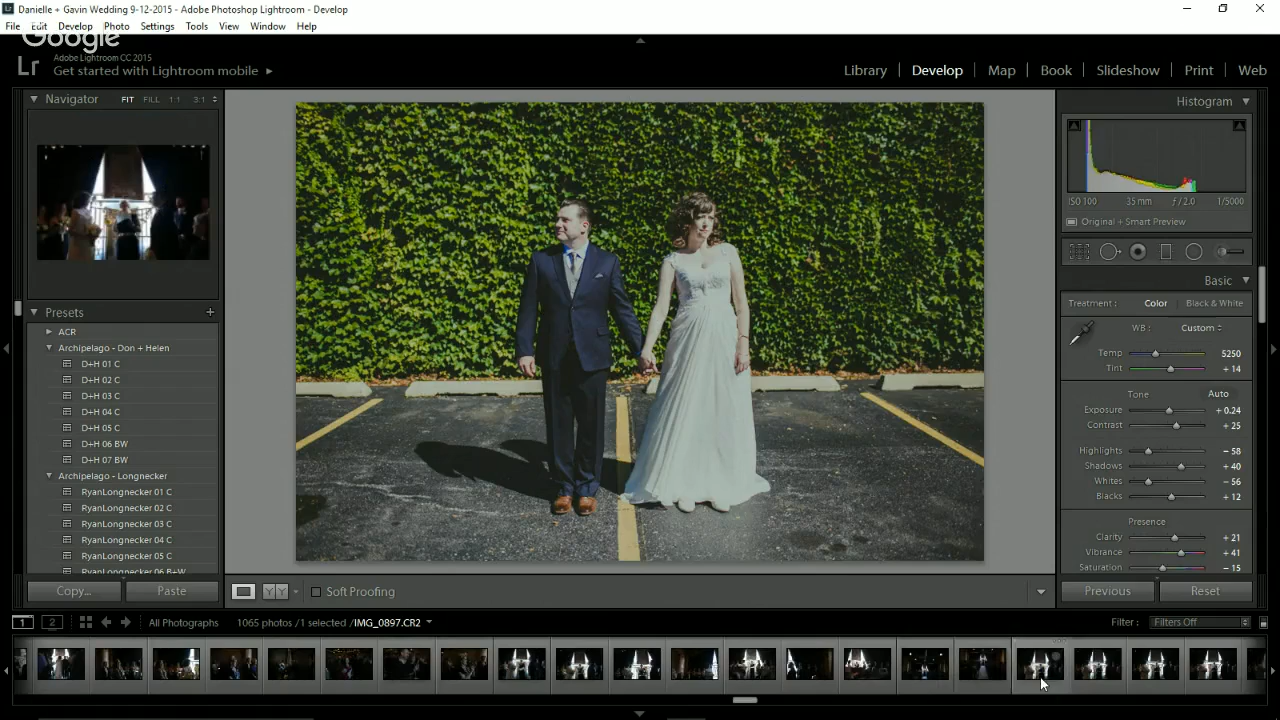 Danielle + Gavin Wedding 9-12-2015 - Adobe Photoshop Lightroom - Develop
File Edit Develop Photo Settings Tools View Window Help
Google
Lr
Adobe Lightroom CC 2015
Get started with Lightroom mobile ▸
Library Develop Map Book Slideshow Print Web
Navigator FIT FILL 1:1 3:1
Presets +
ACR
Archipelago - Don + Helen
D+H 01 C
D+H 02 C
D+H 03 C
D+H 04 C
D+H 05 C
D+H 06 BW
D+H 07 BW
Archipelago - Longnecker
RyanLongnecker 01 C
RyanLongnecker 02 C
RyanLongnecker 03 C
RyanLongnecker 04 C
RyanLongnecker 05 C
RyanLongnecker 06 B+W
Copy... Paste
Soft Proofing
Histogram
ISO 100 35 mm ƒ / 2.0 1/5000
Original + Smart Preview
Basic
Treatment : Color Black & White
WB : Custom
Temp 5250
Tint + 14
Tone Auto
Exposure + 0.24
Contrast + 25
Highlights − 58
Shadows + 40
Whites − 56
Blacks + 12
Presence
Clarity + 21
Vibrance + 41
Saturation − 15
Previous Reset
1 2 All Photographs 1065 photos / 1 selected / IMG_0897.CR2
Filter : Filters Off